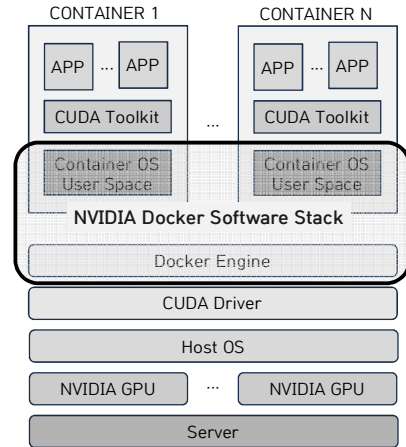 CONTAINER 1 CONTAINER N
APP ... APP APP ... APP
CUDA Toolkit ... CUDA Toolkit
Container OS Container OS
User Space User Space
NVIDIA Docker Software Stack
Docker Engine
CUDA Driver
Host OS
NVIDIA GPU ... NVIDIA GPU
Server